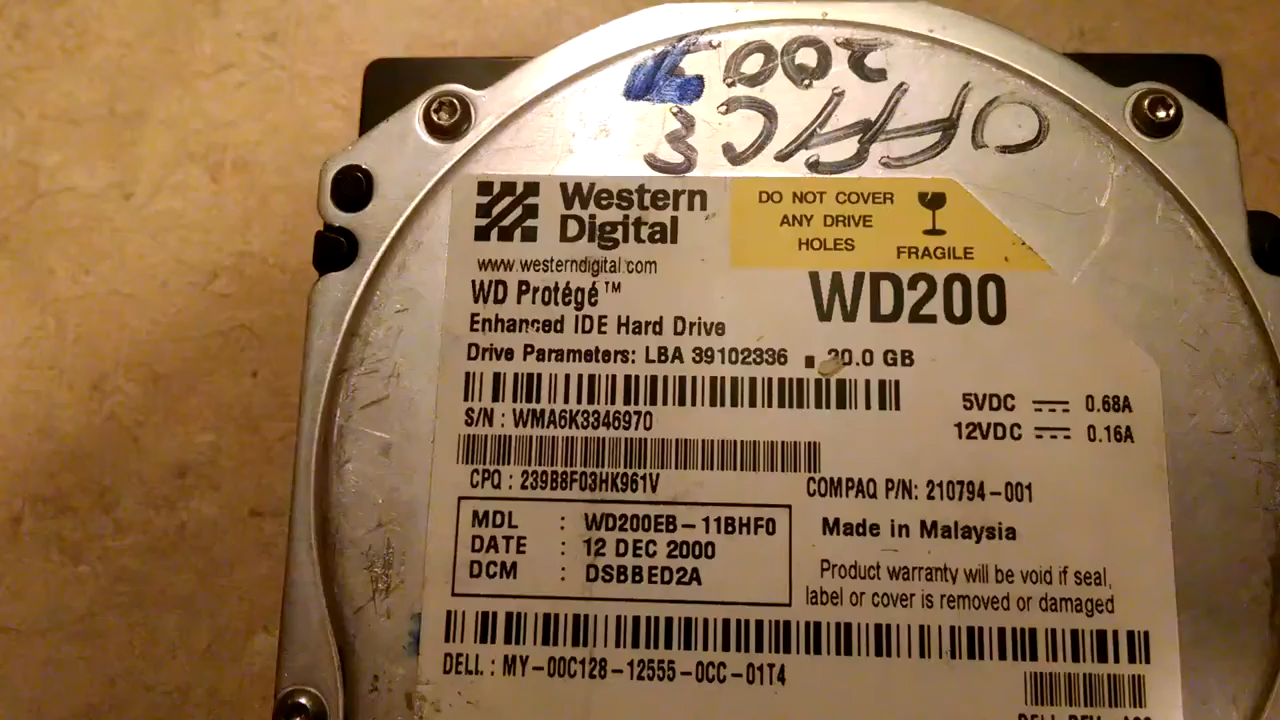 OFFICE
2007
Western
Digital
www.westerndigital.com
DO NOT COVER
ANY DRIVE
HOLES
FRAGILE
WD Protégé™
WD200
Enhanced IDE Hard Drive
Drive Parameters: LBA 39102336 ▪ 20.0 GB
S/N : WMA6K3346970
5VDC 0.68A
12VDC 0.16A
CPQ : 239B8F03HK961V
COMPAQ P/N: 210794-001
MDL : WD200EB-11BHF0
DATE : 12 DEC 2000
DCM : DSBBED2A
Made in Malaysia
Product warranty will be void if seal,
label or cover is removed or damaged
DELL : MY-00C128-12555-0CC-01T4